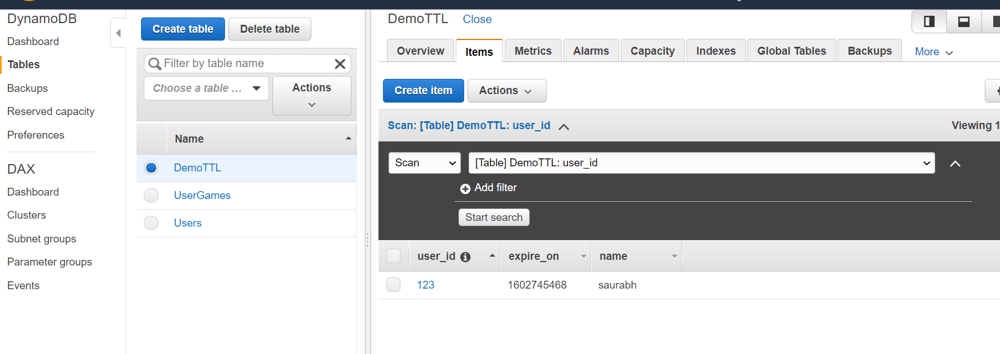 DynamoDB
Dashboard
Tables
Backups
Reserved capacity
Preferences
DAX
Dashboard
Clusters
Subnet groups
Parameter groups
Events
Create table
Delete table
Filter by table name
Choose a table ...
Actions
Name
DemoTTL
UserGames
Users
DemoTTL Close
Overview Items Metrics Alarms Capacity Indexes Global Tables Backups More
Create item Actions
Scan: [Table] DemoTTL: user_id Viewing 1
Scan [Table] DemoTTL: user_id
Add filter
Start search
user_id expire_on name
123 1602745468 saurabh